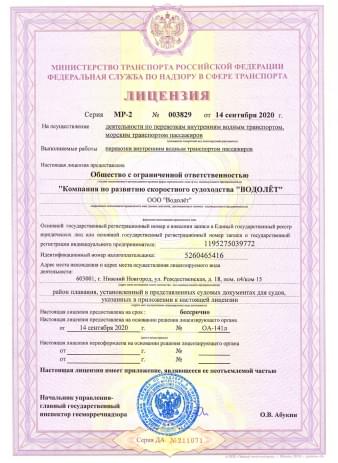 МИНИСТЕРСТВО ТРАНСПОРТА РОССИЙСКОЙ ФЕДЕРАЦИИ
ФЕДЕРАЛЬНАЯ СЛУЖБА ПО НАДЗОРУ В СФЕРЕ ТРАНСПОРТА
ЛИЦЕНЗИЯ
Серия МР-2 № 003829 от 14 сентября 2020 г.
На осуществление деятельности по перевозкам внутренним водным транспортом,
морским транспортом пассажиров
Выполняемые работы перевозки внутренним водным транспортом пассажиров
Настоящая лицензия предоставлена
Общество с ограниченной ответственностью
"Компания по развитию скоростного судоходства "ВОДОЛЁТ"
ООО "Водолет"
Основной государственный регистрационный номер о внесении записи в Единый государственный реестр
юридических лиц или основной государственный регистрационный номер записи о государственной
регистрации индивидуального предпринимателя: 1195275039772
Идентификационный номер налогоплательщика: 5260465416
Адрес места нахождения и адрес места осуществления лицензируемого вида
деятельности:
603001, г. Нижний Новгород, ул. Рождественская, д. 18, пом. п4/ком 15
район плавания, установленный в представленных судовых документах для судов,
указанных в приложении к настоящей лицензии
Настоящая лицензия предоставлена на срок: бессрочно
Настоящая лицензия предоставлена на основании решения лицензирующего органа
от 14 сентября 2020 г. № ОА-141л
Настоящая лицензия переоформлена на основании решения лицензирующего органа
от №
от №
Настоящая лицензия имеет приложение, являющееся ее неотъемлемой частью
Начальник управления-
главный государственный
инспектор госморречнадзора О.В. Абукин
Серия ДА № 211071